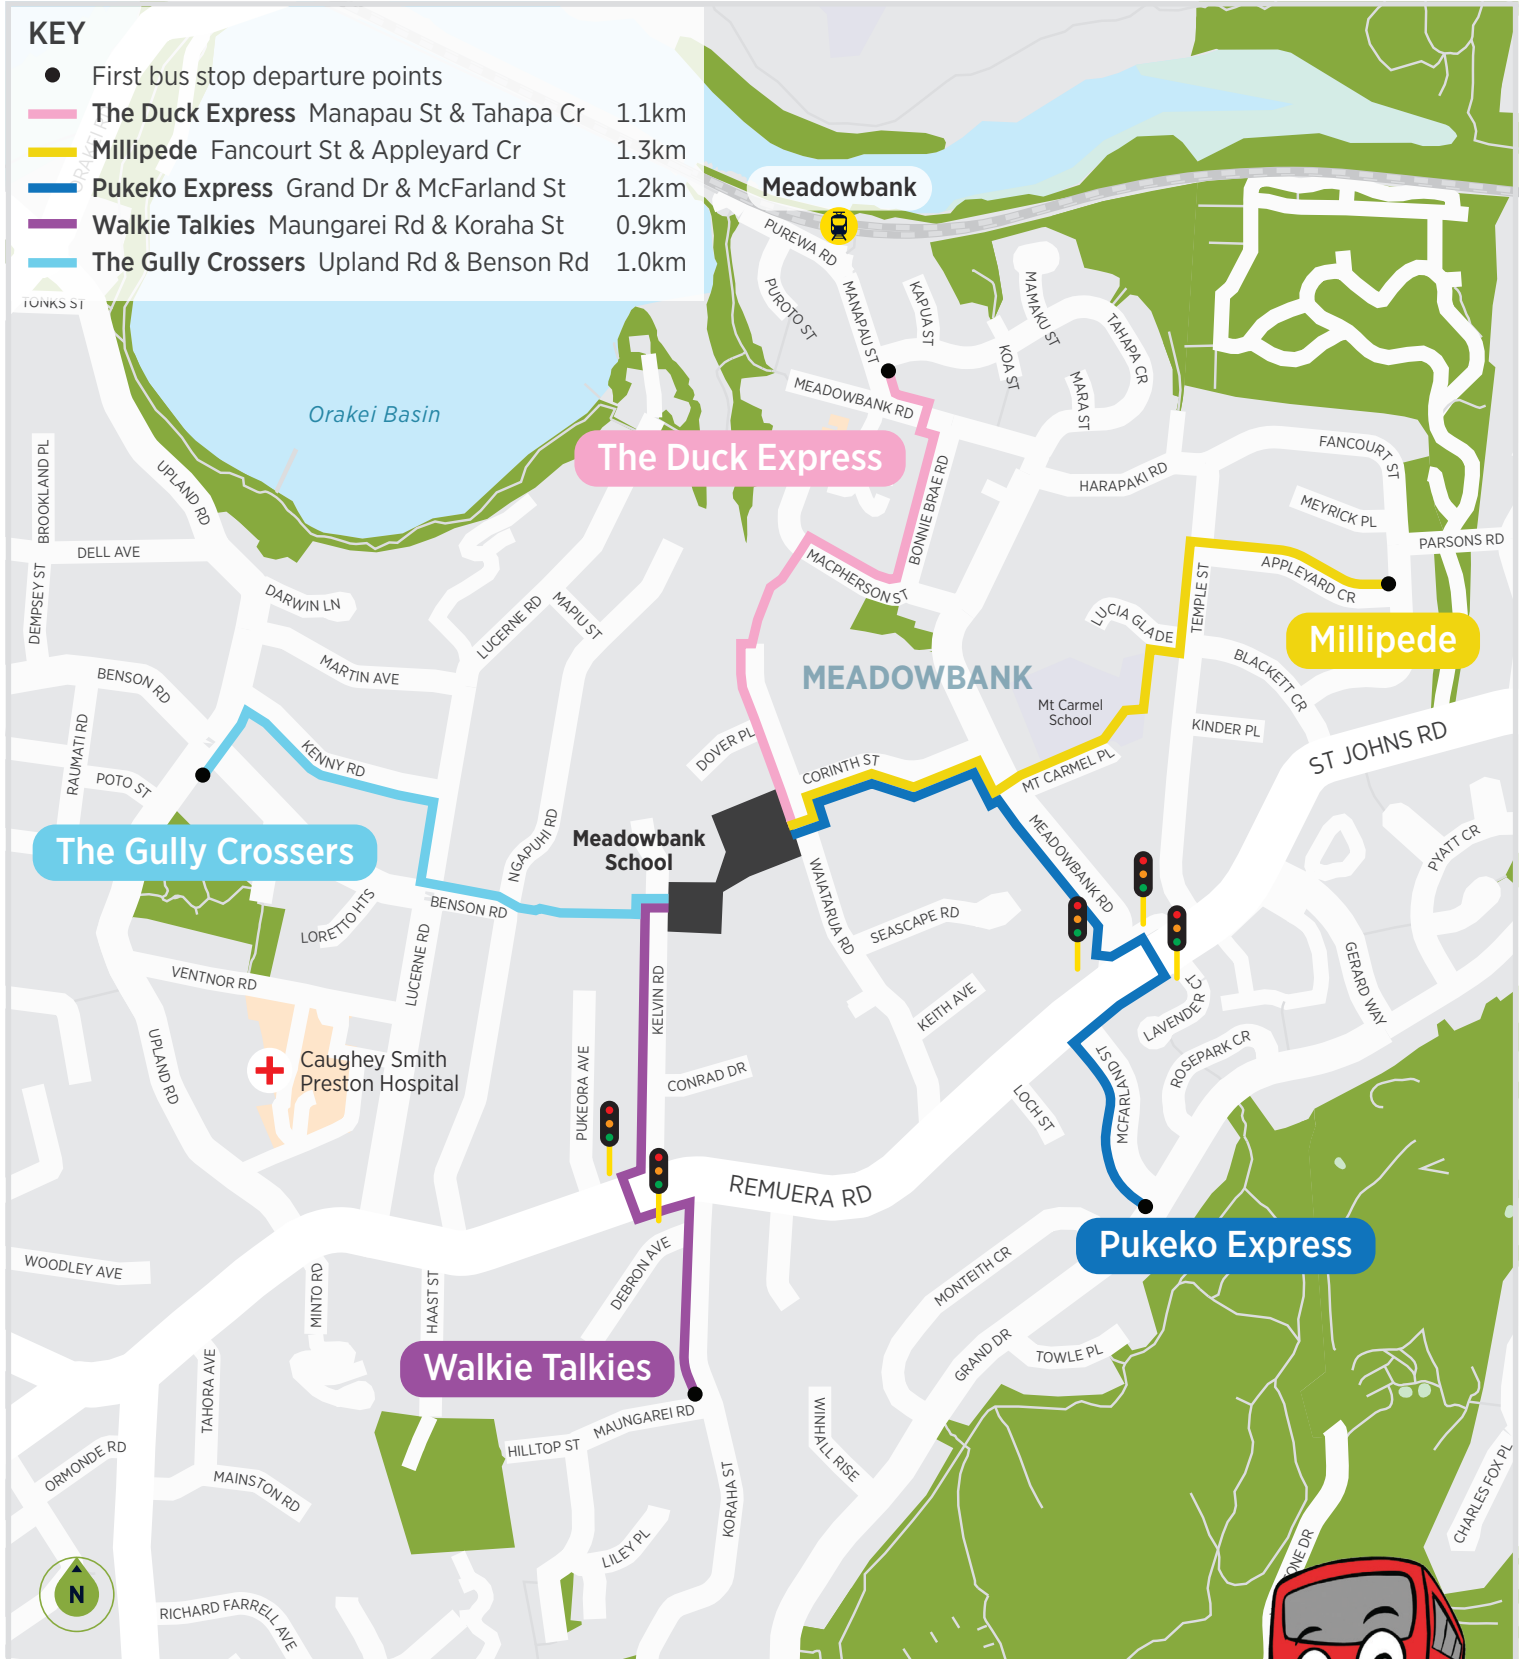 KEY
First bus stop departure points
The Duck Express Manapau St & Tahapa Cr 1.1km
Millipede Fancourt St & Appleyard Cr 1.3km
Pukeko Express Grand Dr & McFarland St 1.2km
Walkie Talkies Maungarei Rd & Koraha St 0.9km
The Gully Crossers Upland Rd & Benson Rd 1.0km
Meadowbank
PUREWA RD
TONKS ST
PUROTO ST
MANAPAU ST
KAPUA ST
MAMAKU ST
TAHAPA CR
KOA ST
MARA ST
MEADOWBANK RD
Orakei Basin
The Duck Express
FANCOURT ST
HARAPAKI RD
BROOKLAND PL
UPLAND RD
BONNIE BRAE RD
MEYRICK PL
PARSONS RD
DELL AVE
MACPHERSON ST
APPLEYARD CR
DEMPSEY ST
DARWIN LN
LUCERNE RD
MAPIU ST
LUCIA GLADE
TEMPLE ST
Millipede
MARTIN AVE
BENSON RD
MEADOWBANK
BLACKETT CR
Mt Carmel
School
KINDER PL
ST JOHNS RD
RAUMATI RD
KENNY RD
DOVER PL
CORINTH ST
MT CARMEL PL
POTO ST
The Gully Crossers
NGAPUHI RD
Meadowbank
School
MEADOWBANK RD
PYATT CR
LORETTO HTS
BENSON RD
WAIATARUA RD
SEASCAPE RD
VENTNOR RD
LUCERNE RD
KELVIN RD
KEITH AVE
LAVENDER CT
GERARD WAY
UPLAND RD
Caughey Smith
Preston Hospital
PUKEORA AVE
CONRAD DR
LOCH ST
MCFARLAND ST
ROSEPARK CR
REMUERA RD
Pukeko Express
WOODLEY AVE
MINTO RD
HAAST ST
DEBRON AVE
MONTEITH CR
GRAND DR
TOWLE PL
Walkie Talkies
TAHORA AVE
MAUNGAREI RD
HILLTOP ST
WINHALL RISE
ORMONDE RD
MAINSTON RD
KORAHA ST
LILEY PL
CHARLES FOX PL
ONE DR
N
RICHARD FARRELL AVE